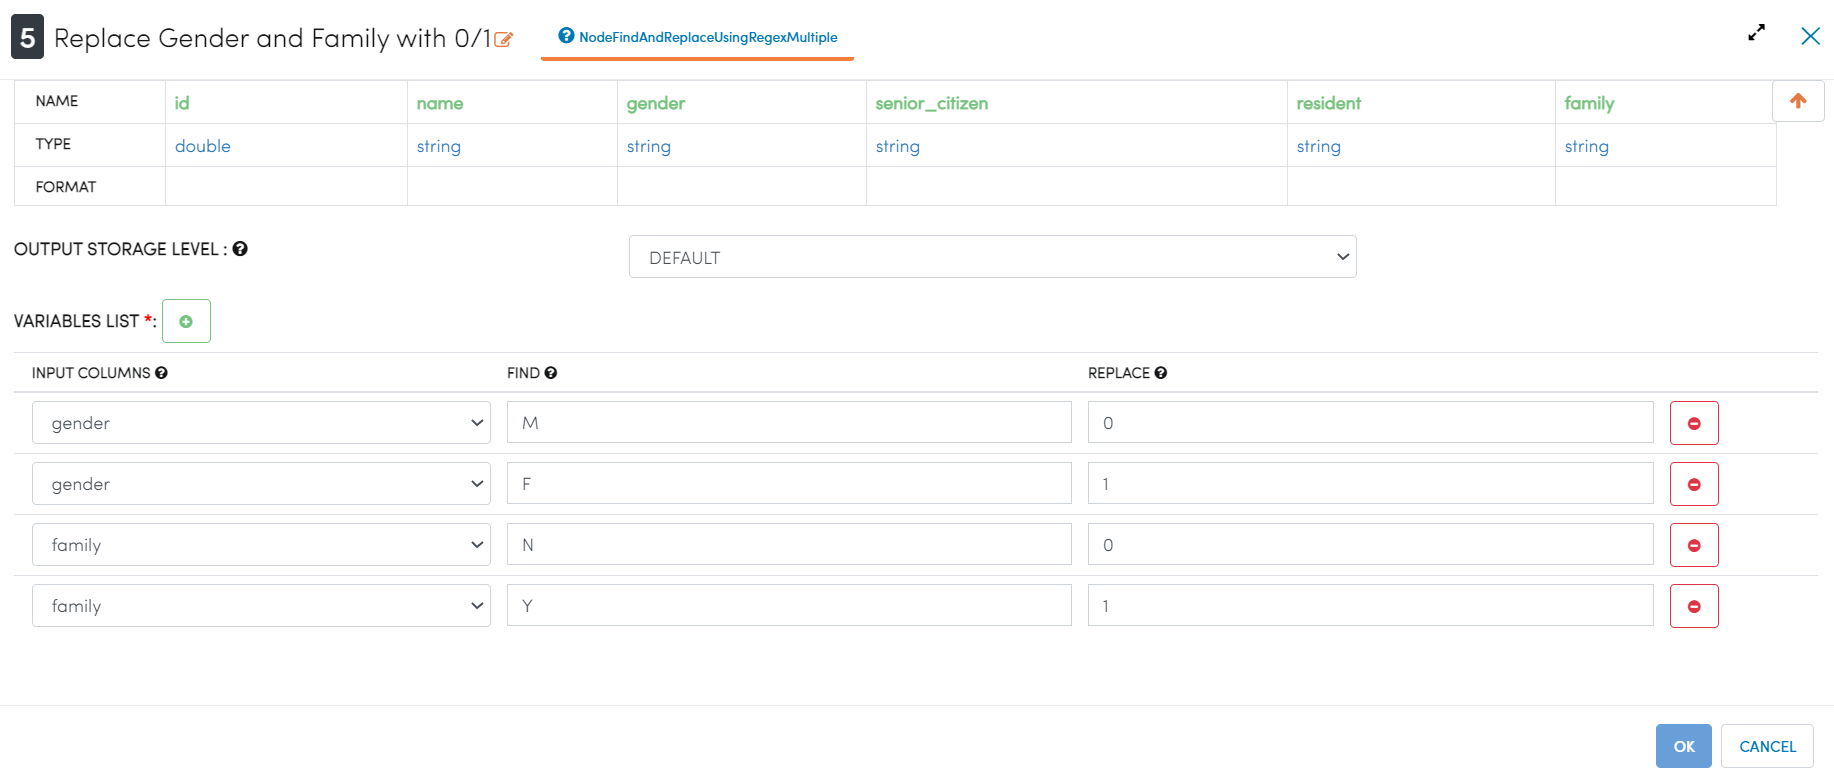 5 Replace Gender and Family with 0/1 NodeFindAndReplaceUsingRegexMultiple
NAME id name gender senior_citizen resident family
TYPE double string string string string string
FORMAT
OUTPUT STORAGE LEVEL : DEFAULT
VARIABLES LIST *:
INPUT COLUMNS FIND REPLACE
gender M 0
gender F 1
family N 0
family Y 1
OK CANCEL